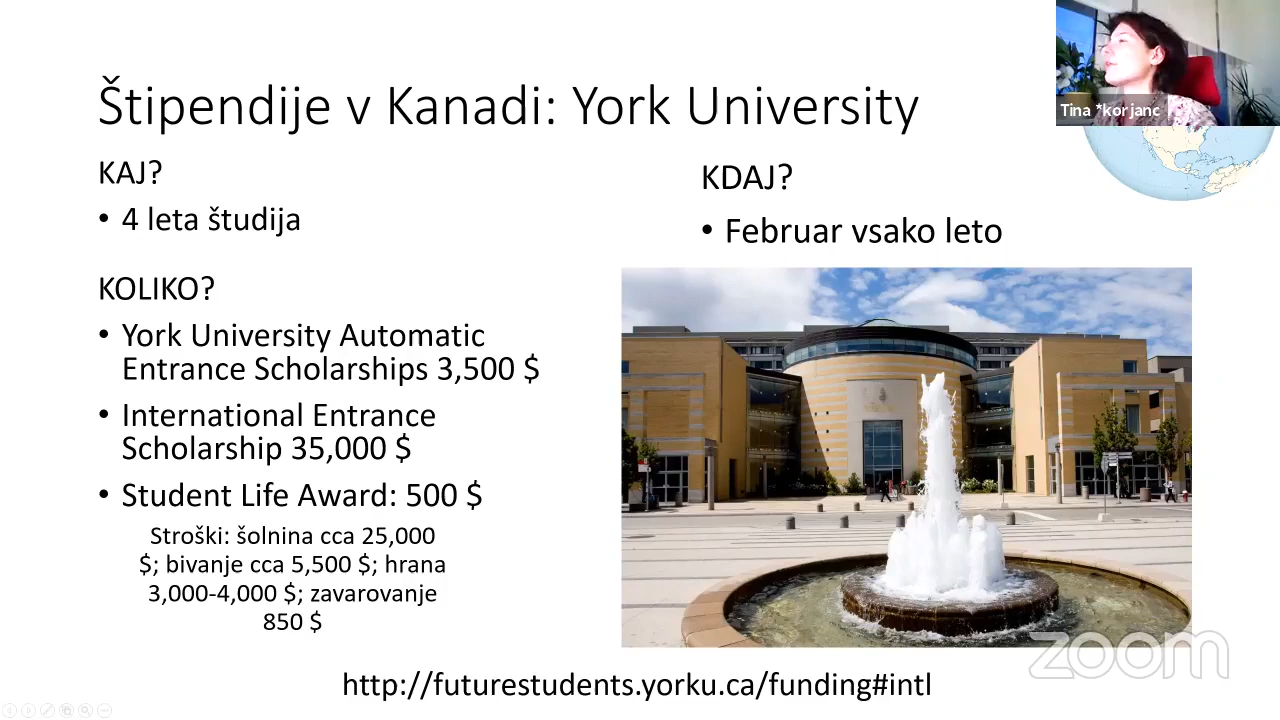 Štipendije v Kanadi: York University
KAJ?
• 4 leta študija
KOLIKO?
• York University Automatic
Entrance Scholarships 3,500 $
• International Entrance
Scholarship 35,000 $
• Student Life Award: 500 $
Stroški: šolnina cca 25,000
$; bivanje cca 5,500 $; hrana
3,000-4,000 $; zavarovanje
850 $
KDAJ?
• Februar vsako leto
http://futurestudents.yorku.ca/funding#intl
Tina *korjanc
zoom